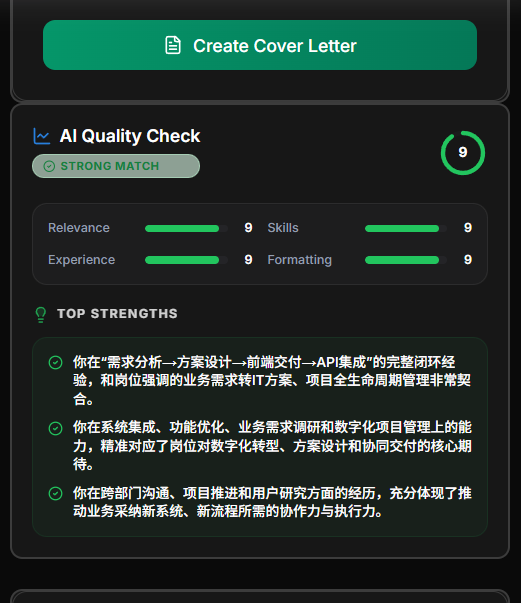 Create Cover Letter
AI Quality Check
9
STRONG MATCH
Relevance 9 Skills 9
Experience 9 Formatting 9
TOP STRENGTHS
你在“需求分析→方案设计→前端交付→API集成”的完整闭环经
验，和岗位强调的业务需求转IT方案、项目全生命周期管理非常契
合。
你在系统集成、功能优化、业务需求调研和数字化项目管理上的能
力，精准对应了岗位对数字化转型、方案设计和协同交付的核心期
待。
你在跨部门沟通、项目推进和用户研究方面的经历，充分体现了推
动业务采纳新系统、新流程所需的协作力与执行力。